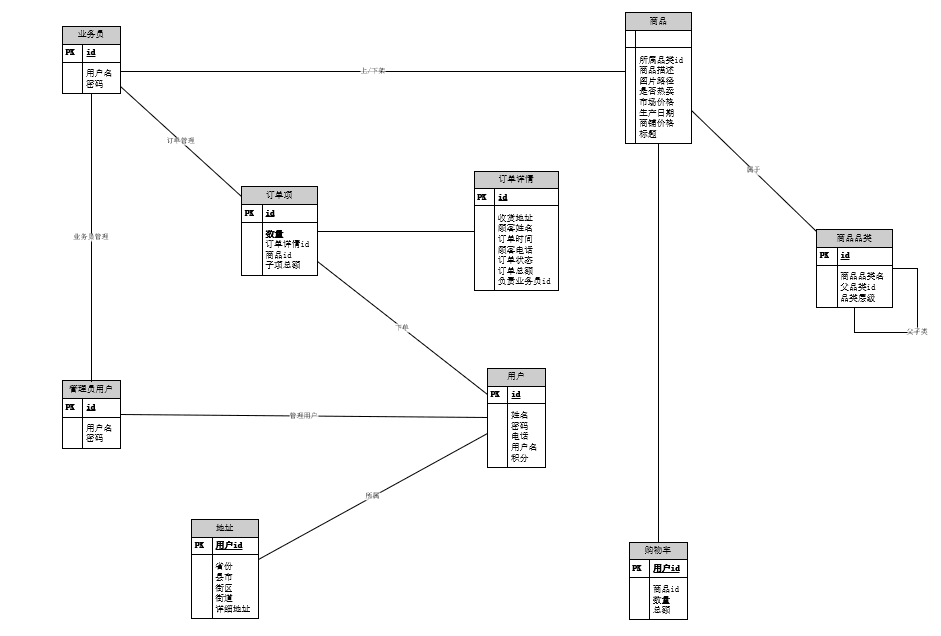 业务员
PK id
用户名
密码
商品
所属品类id
商品描述
图片路径
是否热卖
市场价格
生产日期
商铺价格
标题
上/下架
订单管理
属于
订单项
PK id
数量
订单详情id
商品id
子项总额
订单详情
PK id
收货地址
顾客姓名
订单时间
顾客电话
订单状态
订单总额
负责业务员id
业务员管理
商品品类
PK id
商品品类名
父品类id
品类层级
父子类
下单
管理员用户
PK id
用户名
密码
管理用户
用户
PK id
姓名
密码
电话
用户名
积分
所属
地址
PK 用户id
省份
县市
街区
街道
详细地址
购物车
PK 用户id
商品id
数量
总额